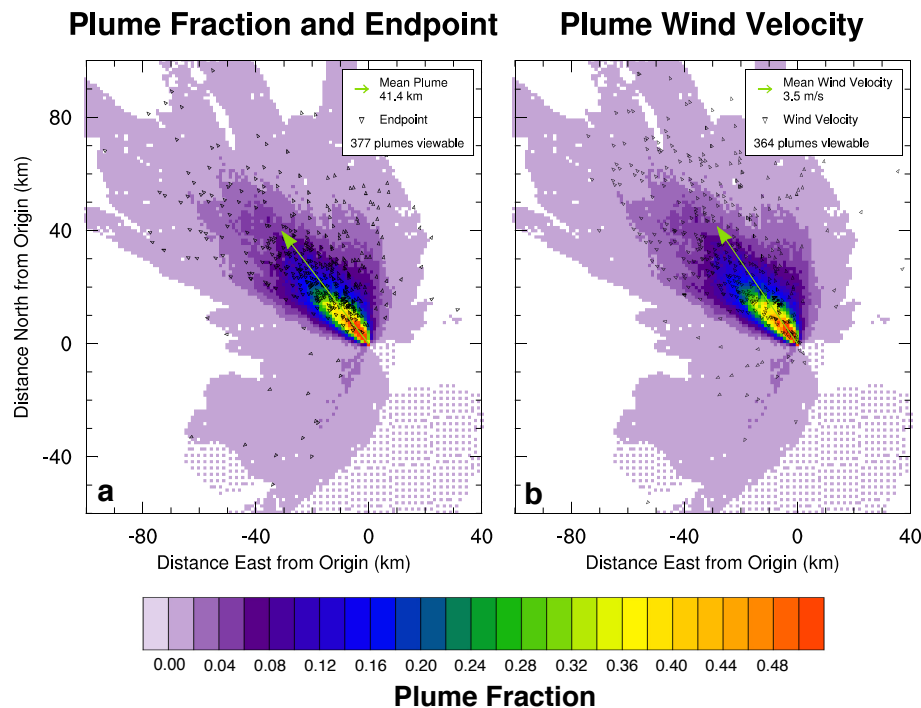 Plume Fraction and Endpoint
Plume Wind Velocity
Mean Plume
41.4 km
Endpoint
377 plumes viewable
Mean Wind Velocity
3.5 m/s
Wind Velocity
364 plumes viewable
80
40
0
-40
Distance North from Origin (km)
a
b
-80
-40
0
40
-80
-40
0
40
Distance East from Origin (km)
Distance East from Origin (km)
0.00
0.04
0.08
0.12
0.16
0.20
0.24
0.28
0.32
0.36
0.40
0.44
0.48
Plume Fraction